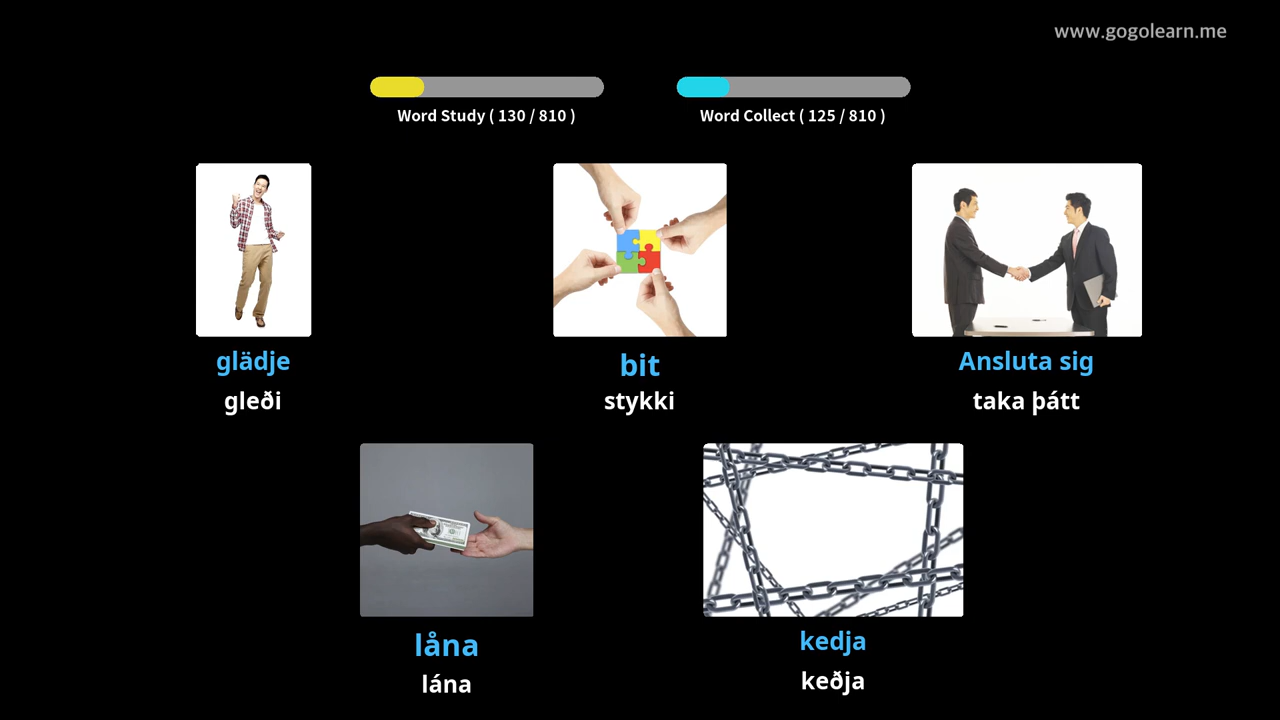 www.gogolearn.me
Word Study ( 130 / 810 )
Word Collect ( 125 / 810 )
glädje
gleði
bit
stykki
Ansluta sig
taka þátt
låna
lána
kedja
keðja